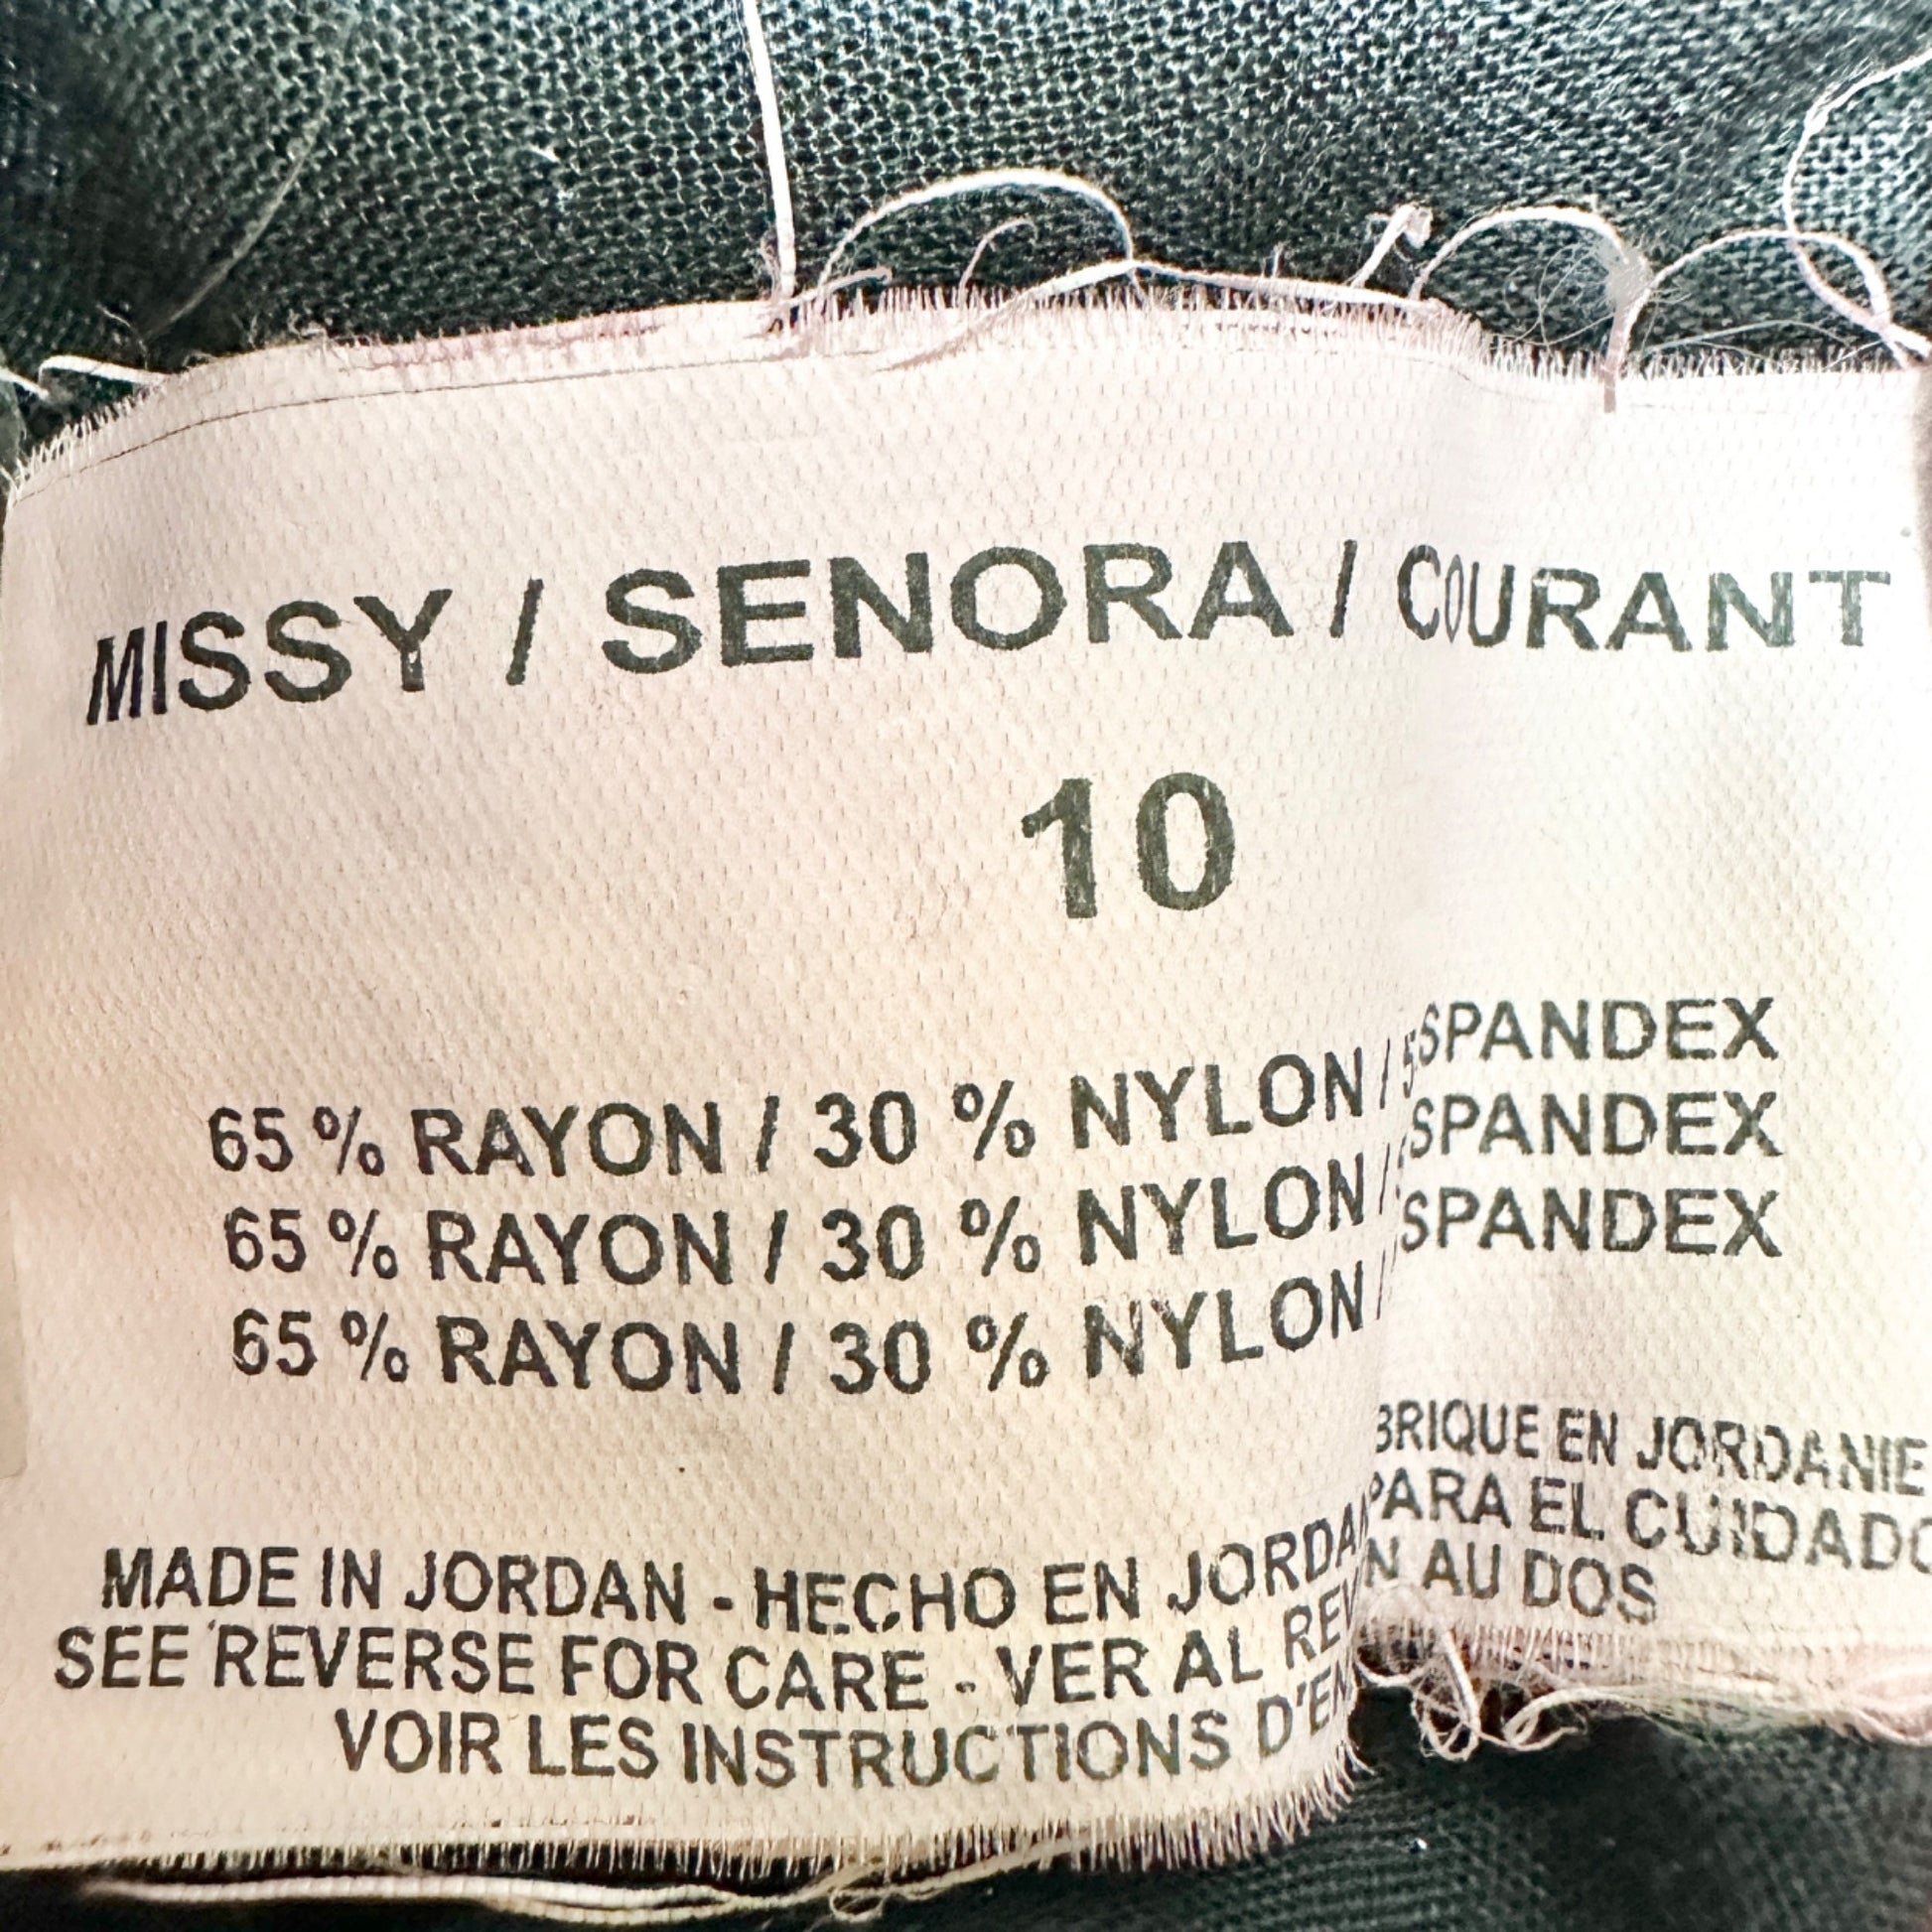 MISSY / SENORA / COURANT
10
65 % RAYON / 30 % NYLON / SPANDEX
65 % RAYON / 30 % NYLON / SPANDEX
65 % RAYON / 30 % NYLON / SPANDEX
MADE IN JORDAN - HECHO EN JORDA BRIQUE EN JORDANIE
SEE REVERSE FOR CARE - VER AL REV PARA EL CUIDADO
VOIR LES INSTRUCTIONS D'EN N AU DOS